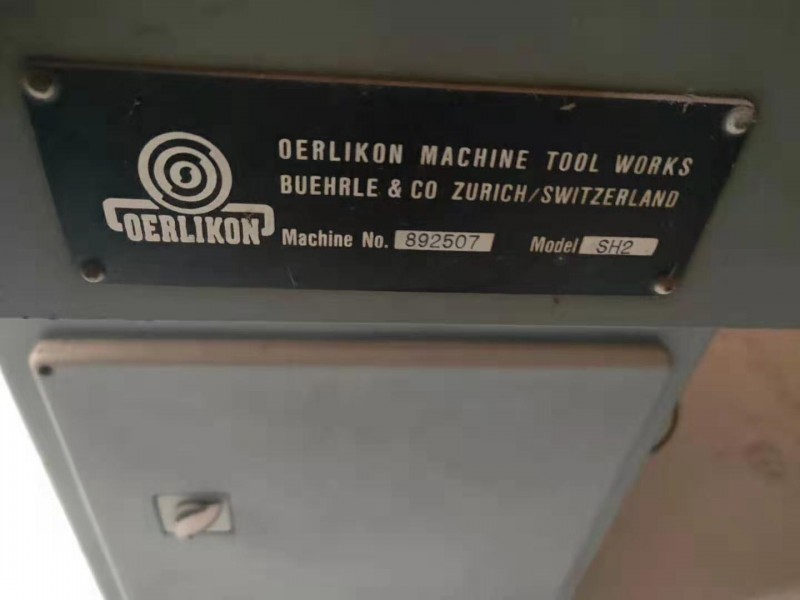 OERLIKON MACHINE TOOL WORKS
BUEHRLE & CO ZURICH/SWITZERLAND
OERLIKON
Machine No. 892507 Model SH2